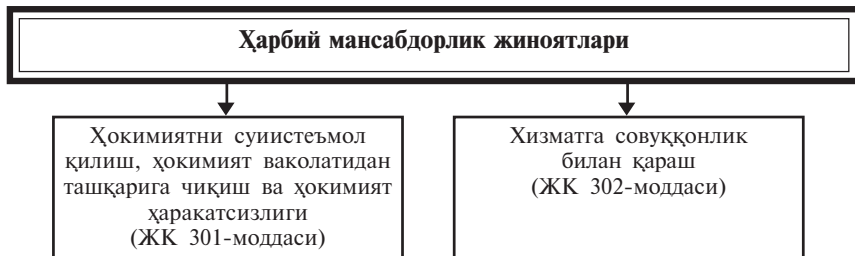 Ҳарбий мансабдорлик жиноятлари
Ҳокимиятни суиистеъмол
қилиш, ҳокимият ваколатидан
ташқарига чиқиш ва ҳокимият
ҳаракатсизлиги
(ЖК 301-моддаси)
Хизматга совуққонлик
билан қараш
(ЖК 302-моддаси)